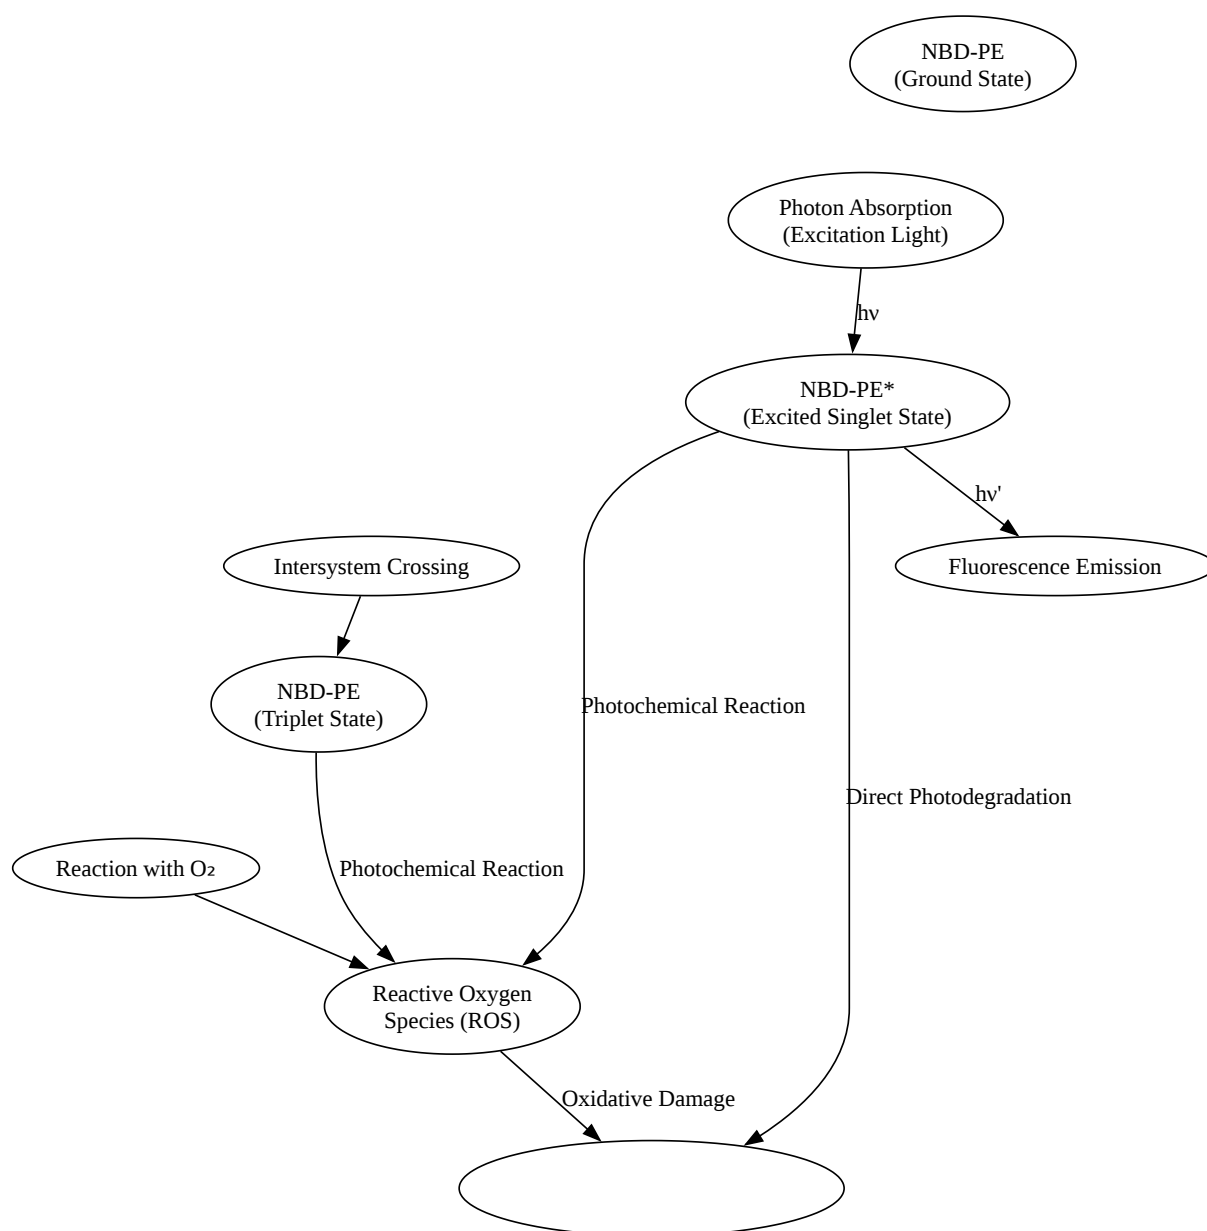 NBD-PE
(Ground State)
Photon Absorption
(Excitation Light)
hν
NBD-PE*
(Excited Singlet State)
hν'
Intersystem Crossing
Fluorescence Emission
NBD-PE
(Triplet State)
Photochemical Reaction
Direct Photodegradation
Reaction with O₂
Photochemical Reaction
Reactive Oxygen
Species (ROS)
Oxidative Damage